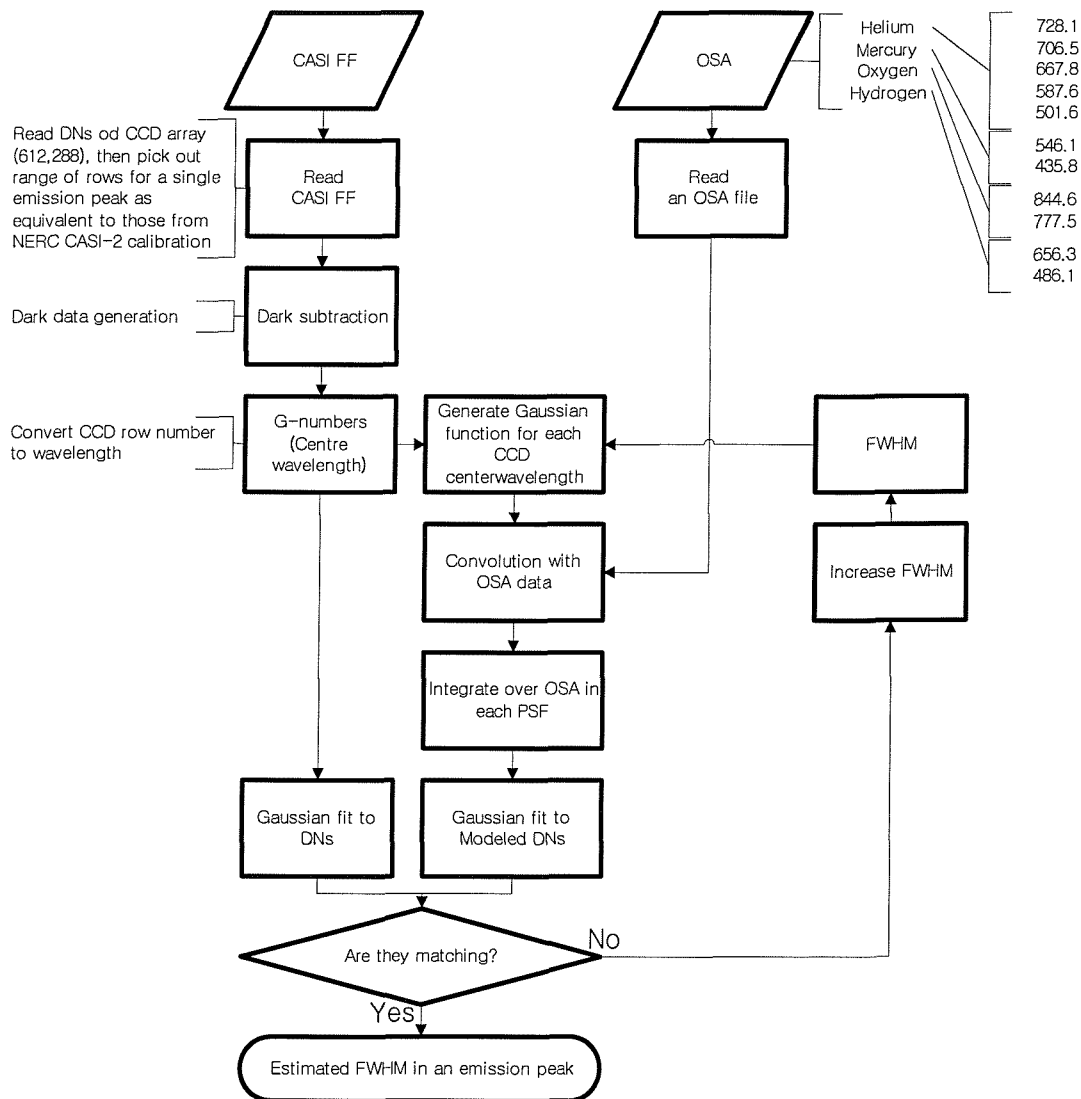 CASI FF
OSA
Helium
Mercury
Oxygen
Hydrogen
728.1
706.5
667.8
587.6
501.6
546.1
435.8
844.6
777.5
656.3
486.1
Read DNs od CCD array
(612,288), then pick out
range of rows for a single
emission peak as
equivalent to those from
NERC CASI-2 calibration
Read
CASI FF
Read
an OSA file
Dark data generation
Dark subtraction
Convert CCD row number
to wavelength
G-numbers
(Centre
wavelength)
Generate Gaussian
function for each
CCD
centerwavelength
FWHM
Convolution with
OSA data
Increase FWHM
Integrate over OSA in
each PSF
Gaussian fit to
DNs
Gaussian fit to
Modeled DNs
Are they matching?
No
Yes
Estimated FWHM in an emission peak